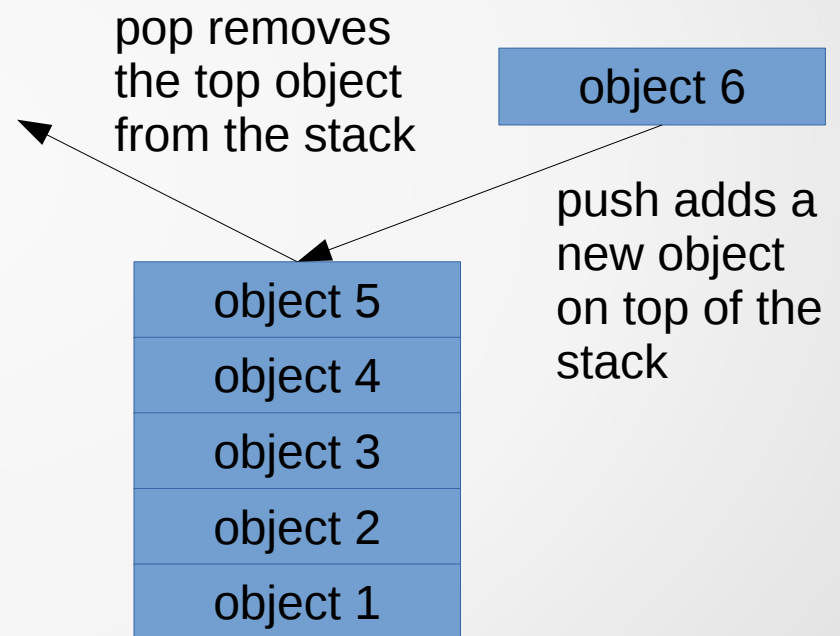 pop removes
the top object
from the stack
object 6
push adds a
new object
on top of the
stack
object 5
object 4
object 3
object 2
object 1